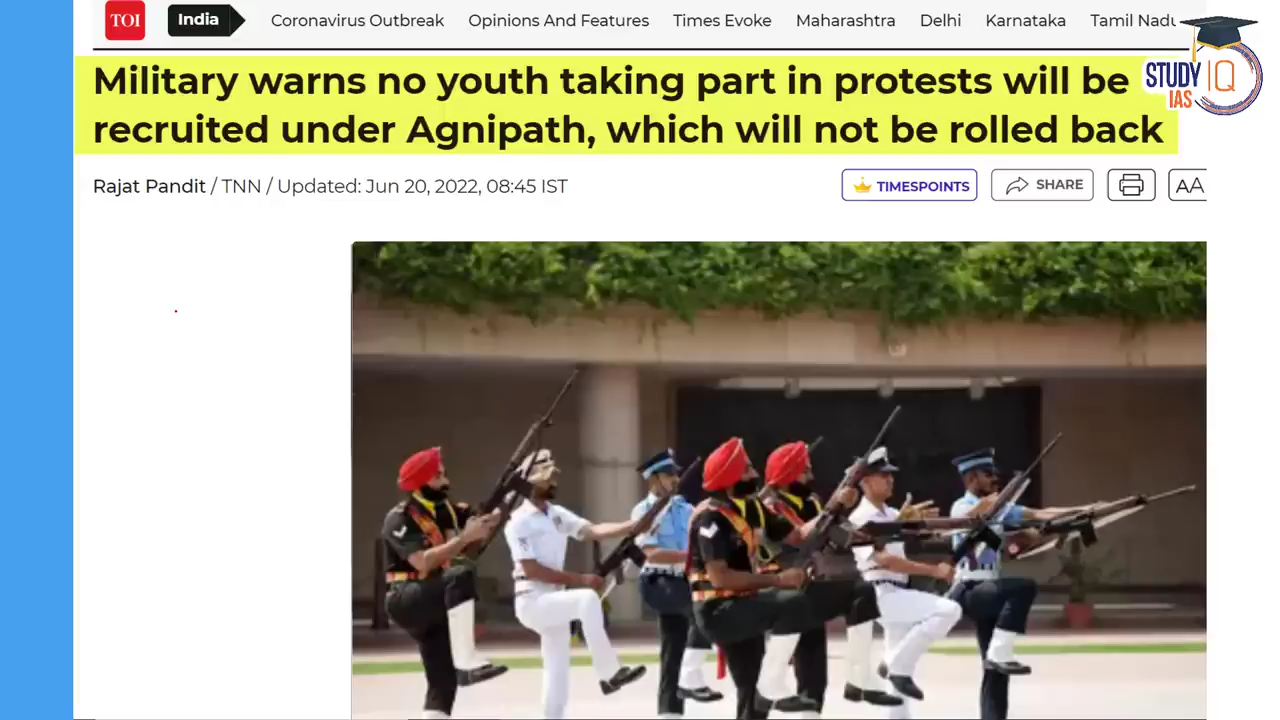 TOI India Coronavirus Outbreak Opinions And Features Times Evoke Maharashtra Delhi Karnataka Tamil Nadu
STUDY IQ
IAS
Military warns no youth taking part in protests will be
recruited under Agnipath, which will not be rolled back
Rajat Pandit / TNN / Updated: Jun 20, 2022, 08:45 IST TIMESPOINTS SHARE AA